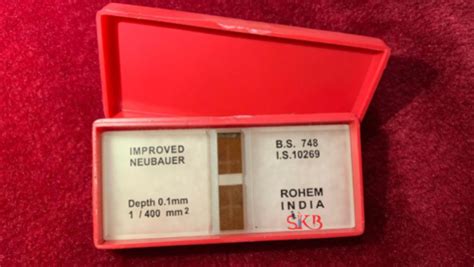 IMPROVED
NEUBAUER
Depth 0.1mm
1 / 400 mm²
B.S. 748
I.S.10269
ROHEM
INDIA
SKB